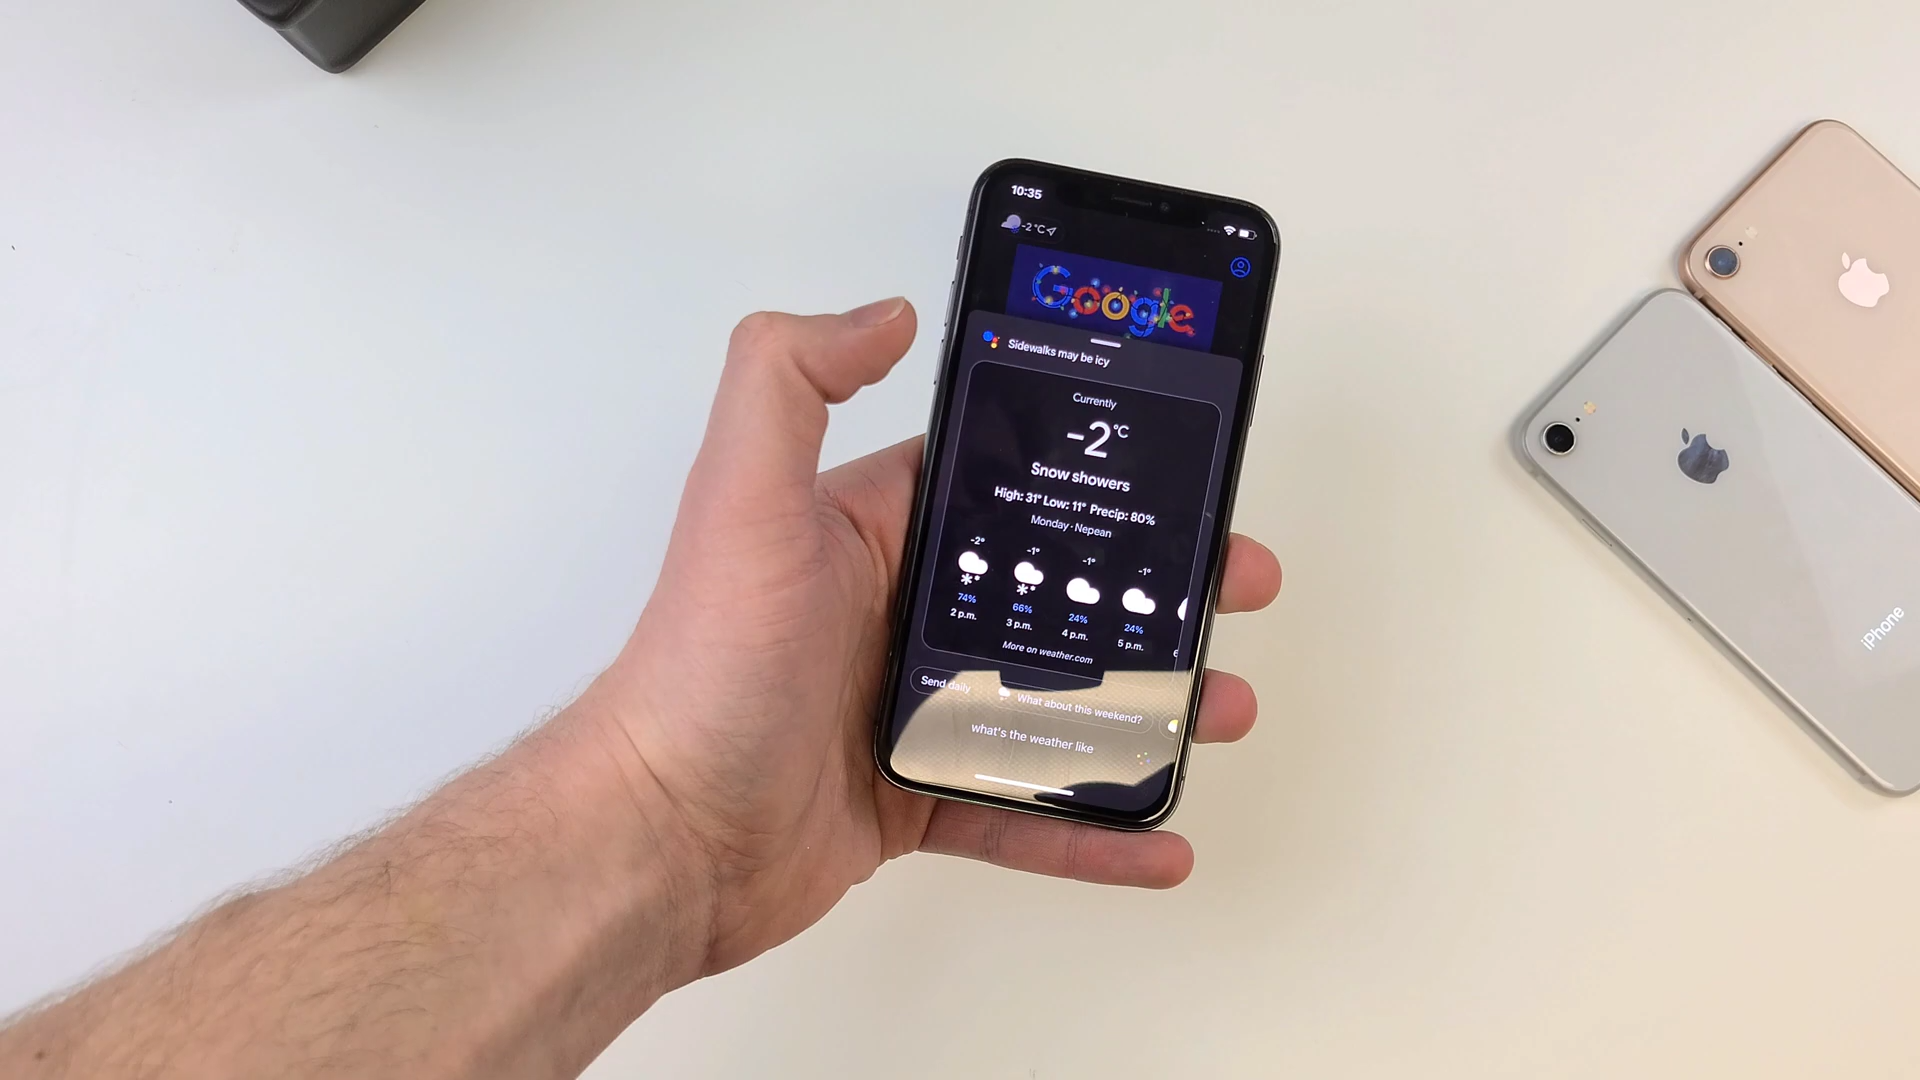 10:35
-2°C
Google
Sidewalks may be icy
Currently
-2°C
Snow showers
High: 31° Low: 11° Precip: 80%
Monday · Nepean
-2° -1° -1° -1°
74% 66% 24% 24%
2 p.m. 3 p.m. 4 p.m. 5 p.m. 6
More on weather.com
Send daily What about this weekend?
what's the weather like
iPhone